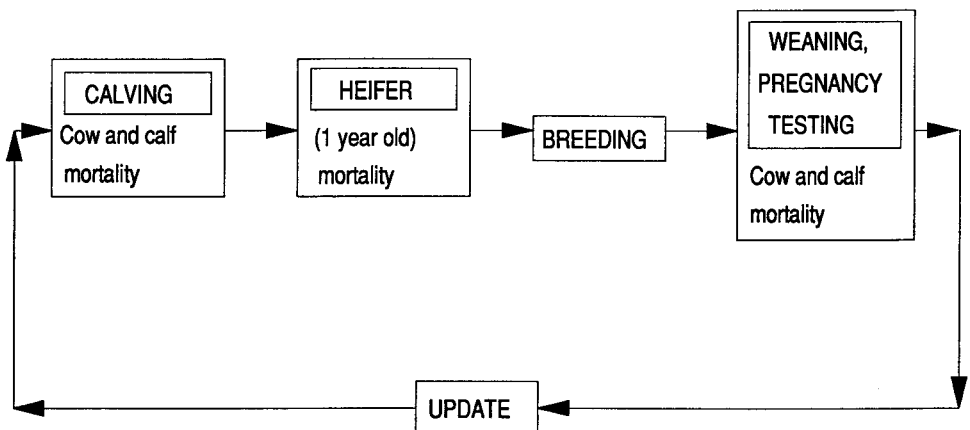 CALVING
Cow and calf
mortality
HEIFER
(1 year old)
mortality
BREEDING
WEANING,
PREGNANCY
TESTING
Cow and calf
mortality
UPDATE